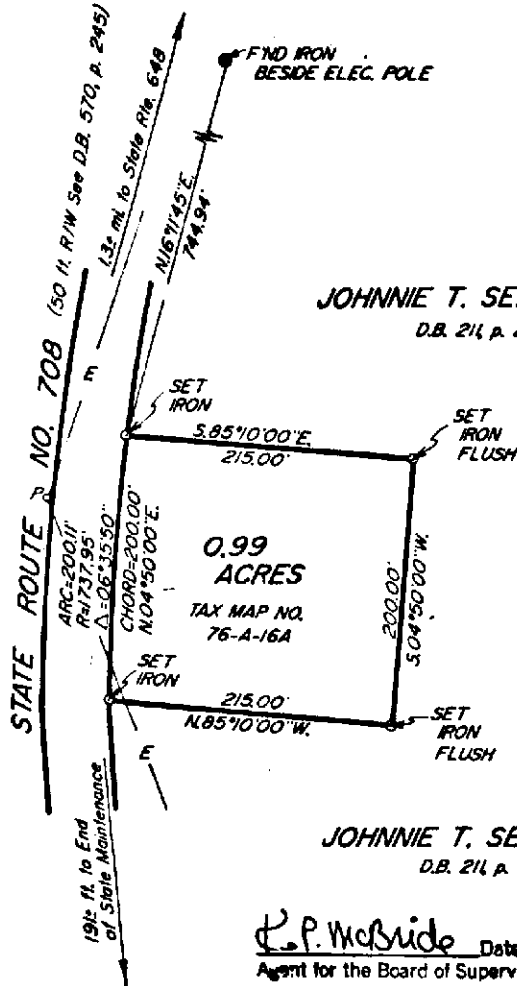 F'ND IRON
BESIDE ELEC. POLE
STATE ROUTE NO. 708 (50 ft. R/W See D.B. 570, p. 245)
1.3± mi. to State Rte. 648
N.16°11'45"E.
744.94'
JOHNNIE T.
D.B. 211, p.
E
SET
IRON
SET
IRON
FLUSH
S.85°10'00"E.
215.00'
P
ARC=200.11'
R=1737.95'
Δ=06°35'50"
CHORD=200.00'
N.04°50'00"E.
0.99
ACRES
TAX MAP NO.
76-A-16A
200.00'
S.04°50'00"W.
SET
IRON
215.00'
N.85°10'00"W.
SET
IRON
FLUSH
E
191± ft. to End
of State Maintenance
JOHNNIE T.
D.B. 211, p.
K.P. McBride Date
Agent for the Board of Superv